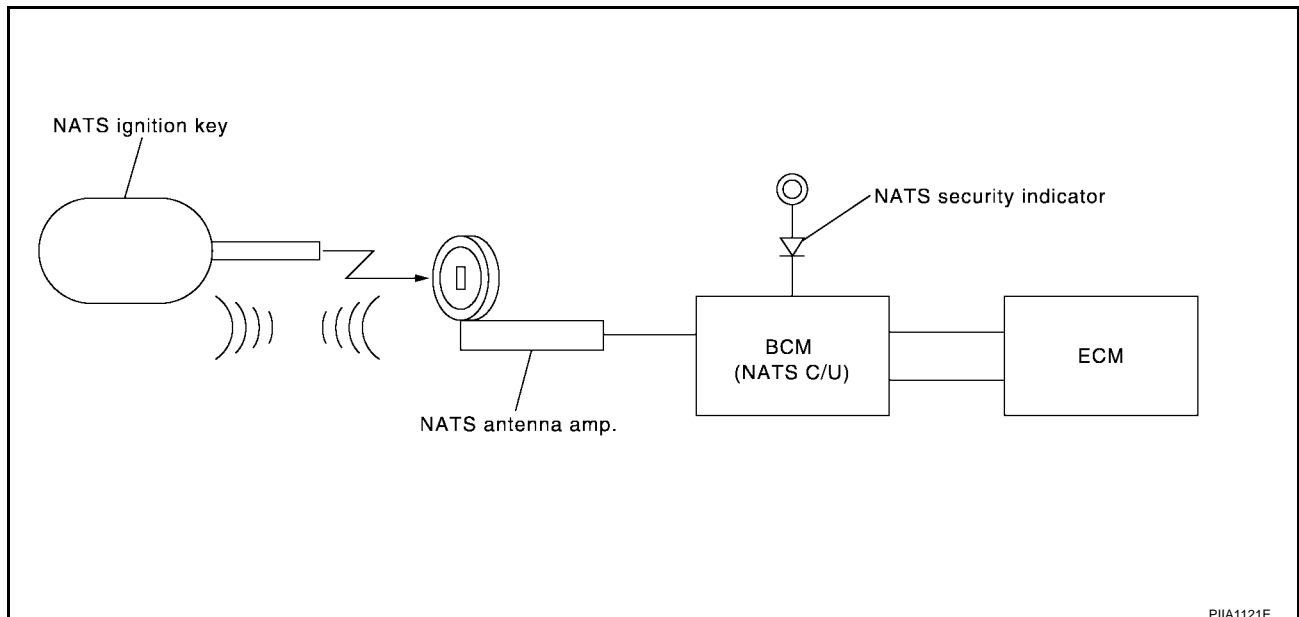 NATS ignition key
NATS security indicator
BCM
(NATS C/U)
ECM
NATS antenna amp.
PIIA1121E